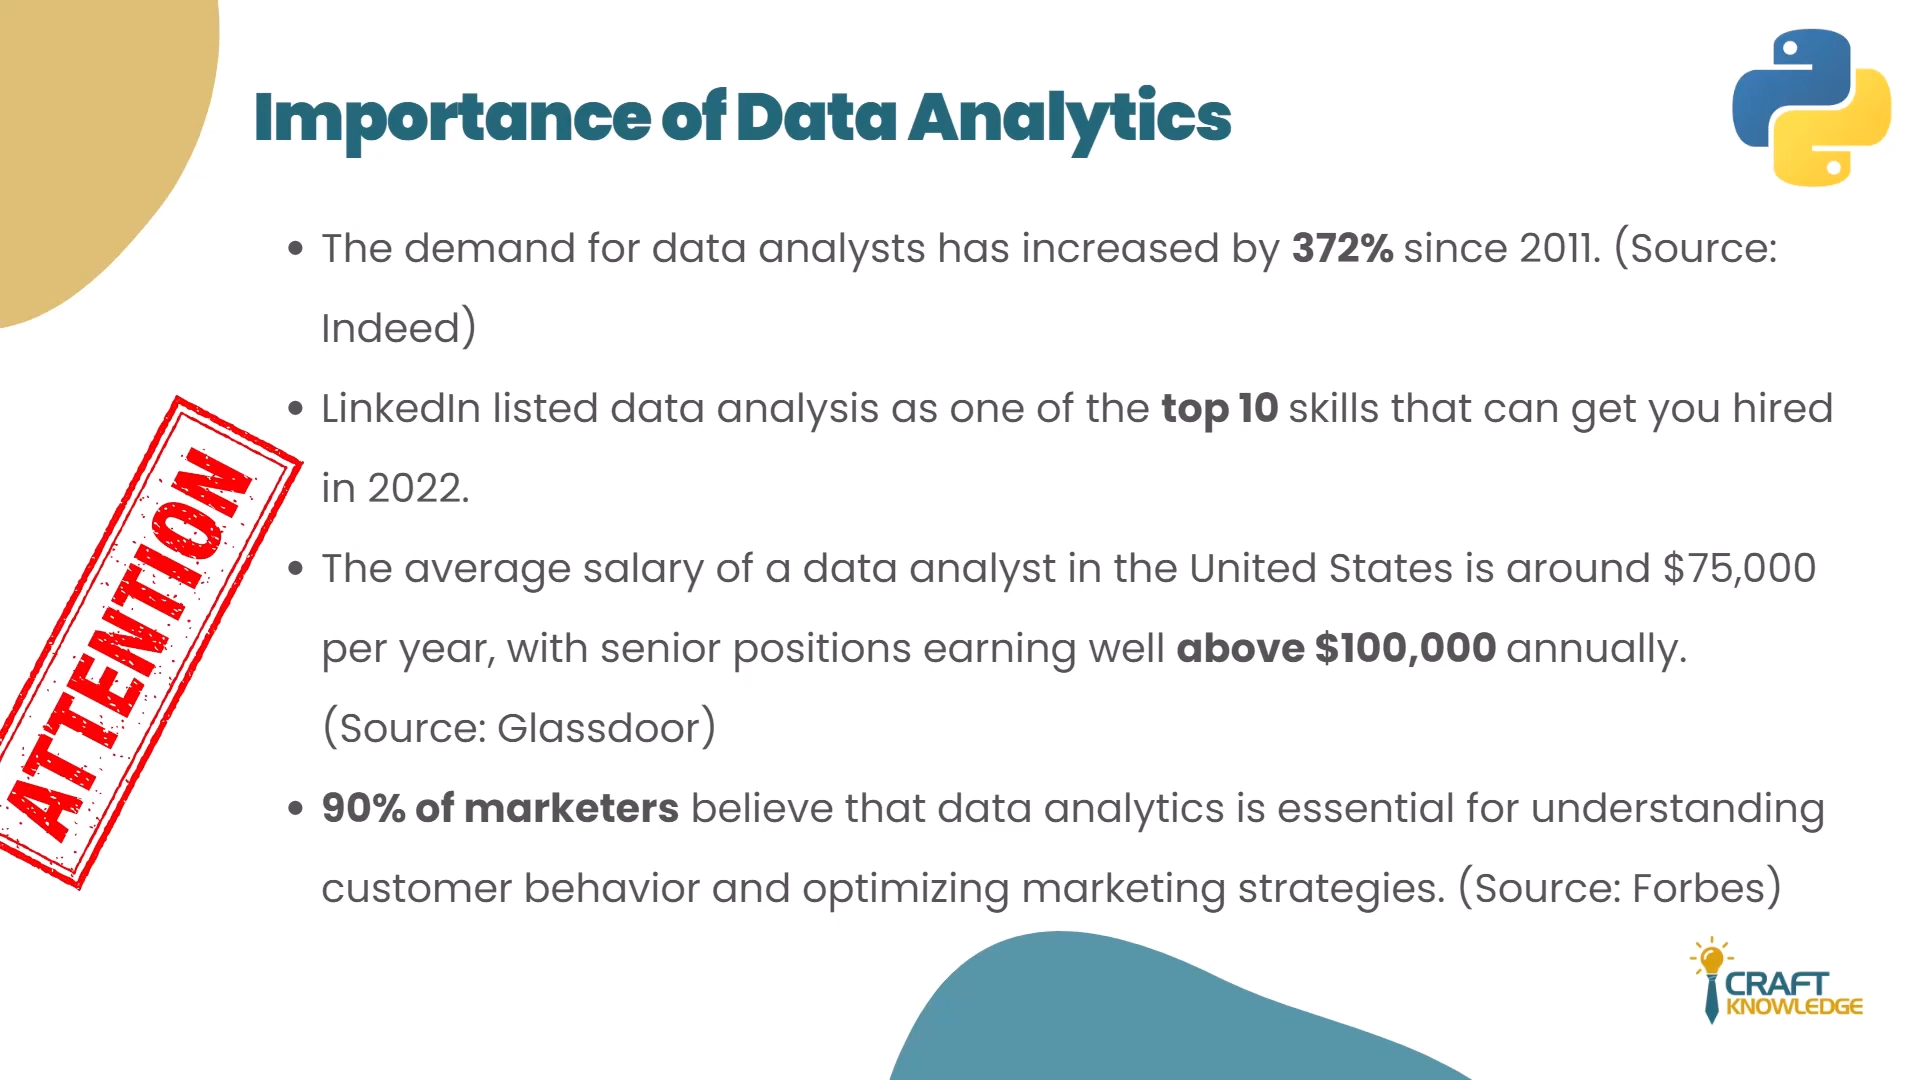 Importance of Data Analytics
• The demand for data analysts has increased by 372% since 2011. (Source:
Indeed)
• LinkedIn listed data analysis as one of the top 10 skills that can get you hired
in 2022.
• The average salary of a data analyst in the United States is around $75,000
per year, with senior positions earning well above $100,000 annually.
(Source: Glassdoor)
• 90% of marketers believe that data analytics is essential for understanding
customer behavior and optimizing marketing strategies. (Source: Forbes)
ATTENTION
CRAFT
KNOWLEDGE